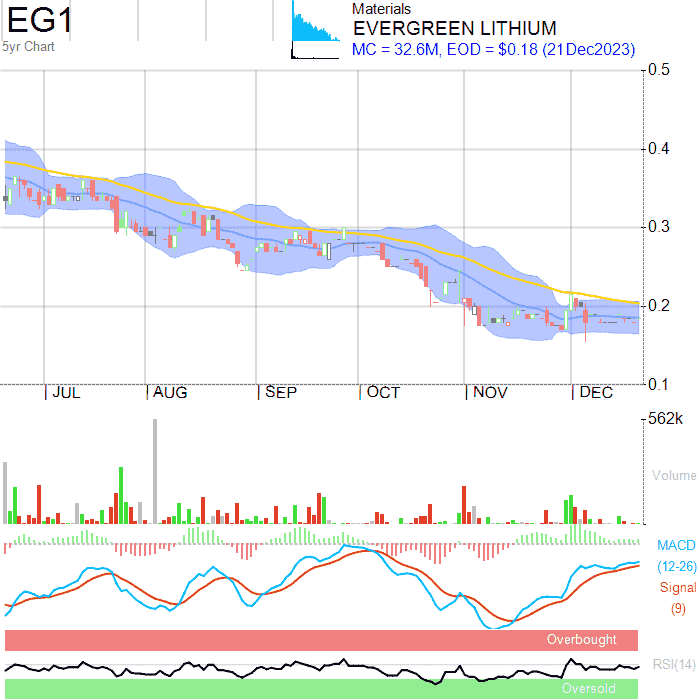 EG1
5yr Chart
Materials
EVERGREEN LITHIUM
MC = 32.6M, EOD = $0.18 (21Dec2023)
0.5
0.4
0.3
0.2
0.1
JUL AUG SEP OCT NOV DEC
562k
Volume
MACD
(12-26)
Signal
(9)
Overbought
RSI(14)
Oversold